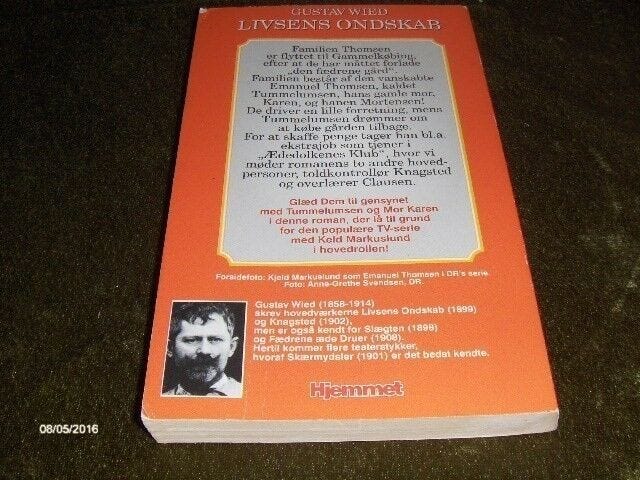 GUSTAV WIED
LIVSENS ONDSKAB
Familien Thomsen
er flyttet til Gammelkøbing,
efter at de har måttet forlade
„den fædrene gård“.
Familien består af den vanskabte
Emanuel Thomsen, kaldet
Tummelumsen, hans gamle mor,
Karen, og hanen Mortensen!
De driver en lille forretning, mens
Tummelumsen drømmer om
at købe gården tilbage.
For at skaffe penge tager han bl.a.
ekstrajob som tjener i
„Ædedolkenes Klub“, hvor vi
møder romanens to andre hoved-
personer, toldkontrollør Knagsted
og overlærer Clausen.
Glæd Dem til gensynet
med Tummelumsen og Mor Karen
i denne roman, der lå til grund
for den populære TV-serie
med Keld Markuslund
i hovedrollen!
Forsidefoto: Kjeld Markuslund som Emanuel Thomsen i DR's serie.
Foto: Anne-Grethe Svendsen, DR.
Gustav Wied (1858-1914)
skrev hovedværkerne Livsens Ondskab (1899)
og Knagsted (1902),
men er også kendt for Slægten (1898)
og Fædrene æde Druer (1908).
Hertil kommer flere teaterstykker,
hvoraf Skærmydsler (1901) er det bedst kendte.
Hjemmet
08/05/2016